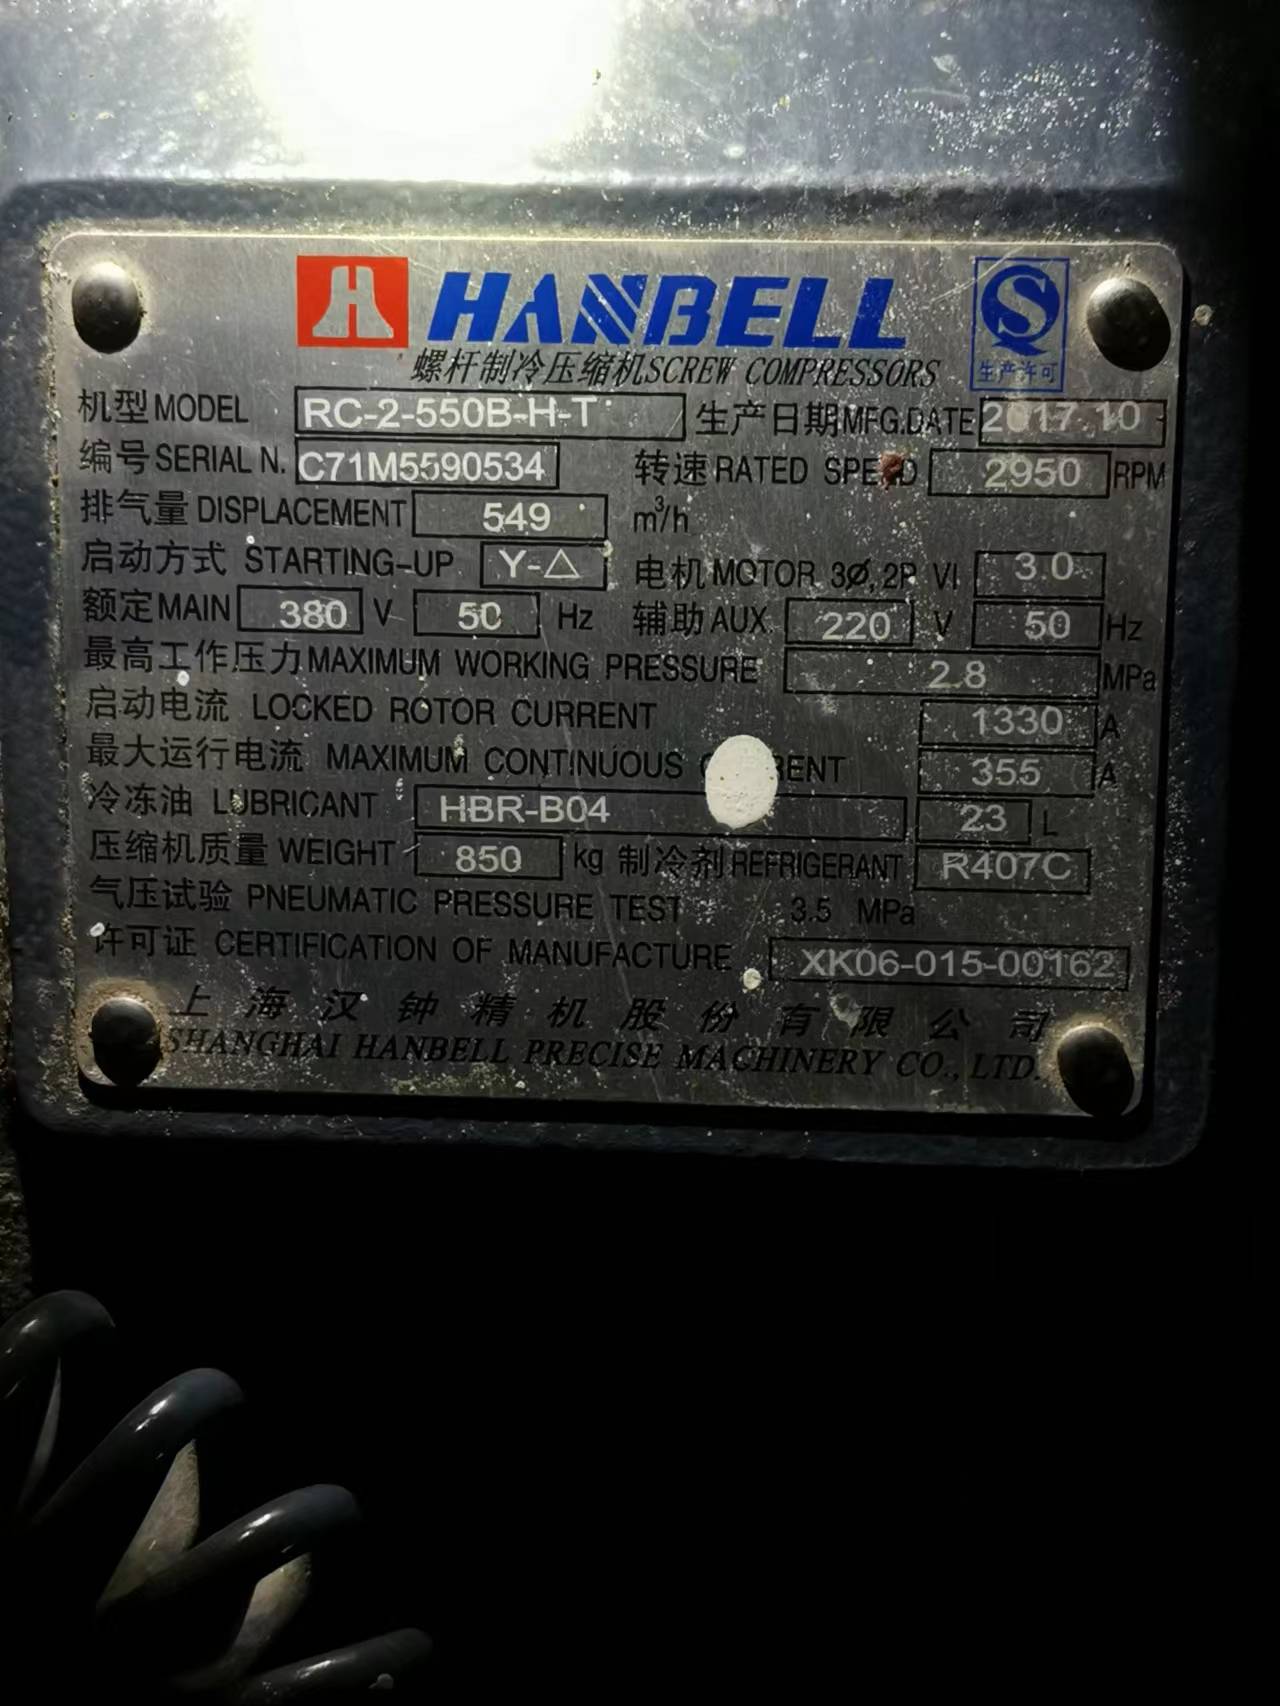 HANBELL
生产许可
螺杆制冷压缩机SCREW COMPRESSORS
机型MODEL RC-2-550B-H-T 生产日期MFG.DATE 2017.10
编号SERIAL N. C71M5590534 转速RATED SPEED 2950 RPM
排气量DISPLACEMENT 549 m³/h
启动方式 STARTING-UP Y-△ 电机MOTOR 3Ø,2P VI 3.0
额定MAIN 380 V 50 Hz 辅助AUX. 220 V 50 Hz
最高工作压力MAXIMUM WORKING PRESSURE 2.8 MPa
启动电流 LOCKED ROTOR CURRENT 1330 A
最大运行电流 MAXIMUM CONTINUOUS CURRENT 355 A
冷冻油 LUBRICANT HBR-B04 23 L
压缩机质量 WEIGHT 850 kg 制冷剂REFRIGERANT R407C
气压试验 PNEUMATIC PRESSURE TEST 3.5 MPa
许可证 CERTIFICATION OF MANUFACTURE XK06-015-00162
上海汉钟精机股份有限公司
SHANGHAI HANBELL PRECISE MACHINERY CO., LTD.